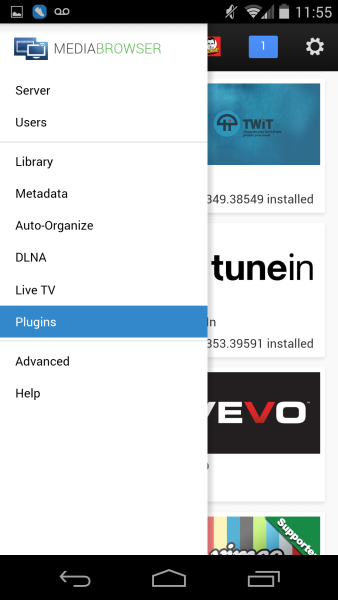 11:55
MEDIABROWSER
1
Server
Users
Library
Metadata
Auto-Organize
DLNA
Live TV
Plugins
Advanced
Help
TWiT
349.38549 installed
tunein
In
353.39591 installed
VEVO